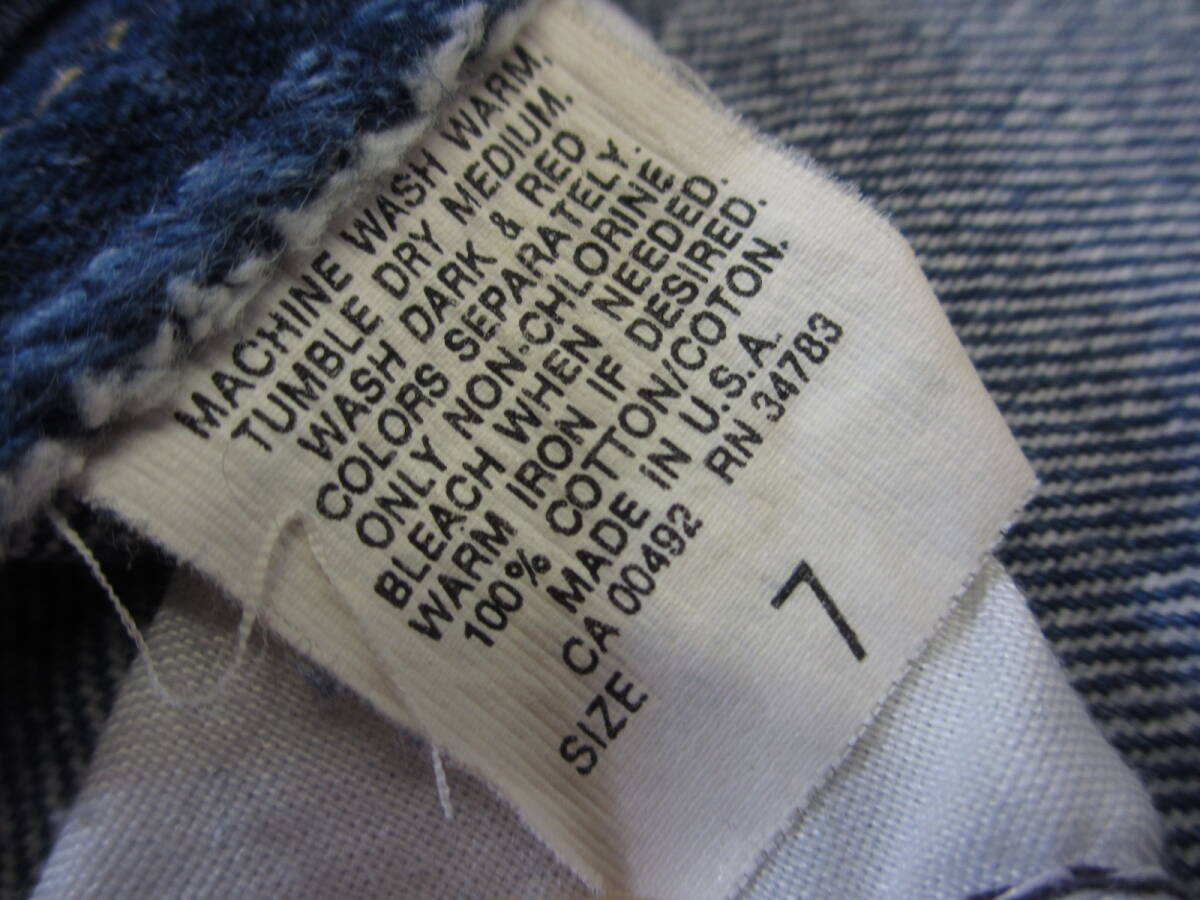 MACHINE WASH WARM,
TUMBLE DRY MEDIUM.
WASH DARK & RED
COLORS SEPARATELY.
ONLY NON-CHLORINE
BLEACH WHEN NEEDED.
WARM IRON IF DESIRED.
100% COTTON/COTON.
MADE IN U.S.A.
CA 00492 RN 34783
SIZE 7